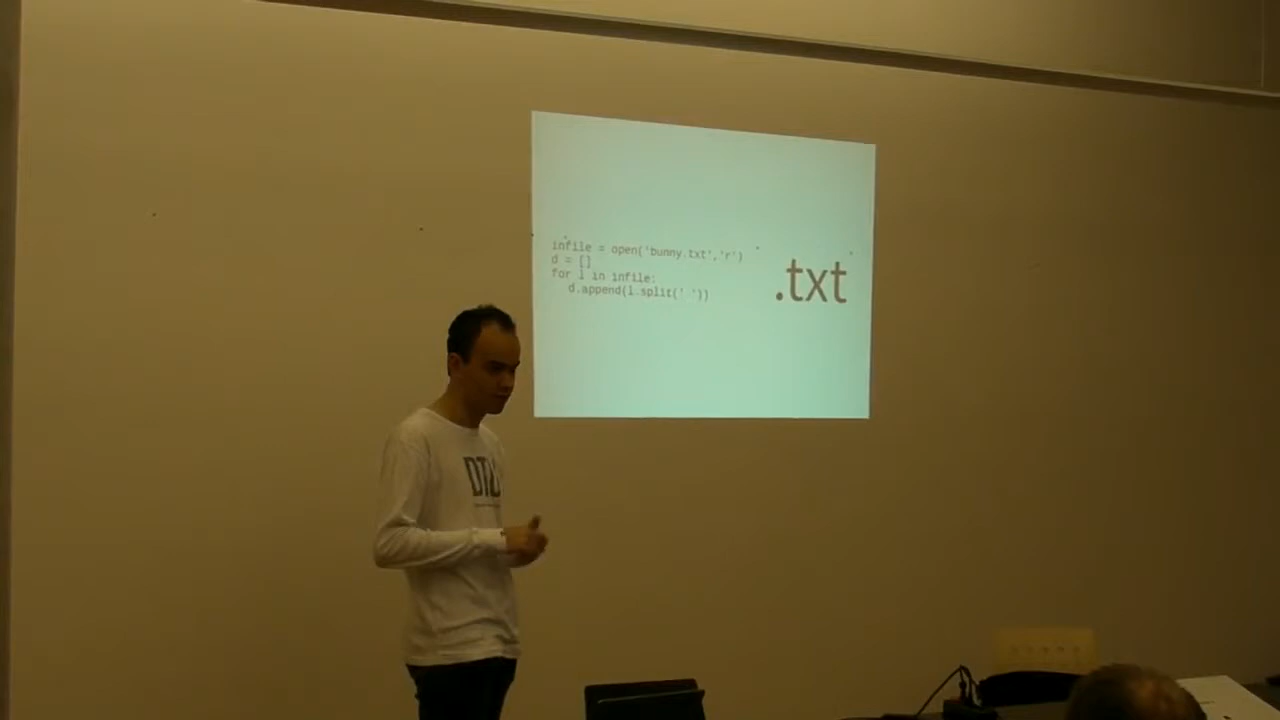 infile = open('bunny.txt','r')
d = []
for l in infile:
d.append(l.split(' '))
.txt
DTU